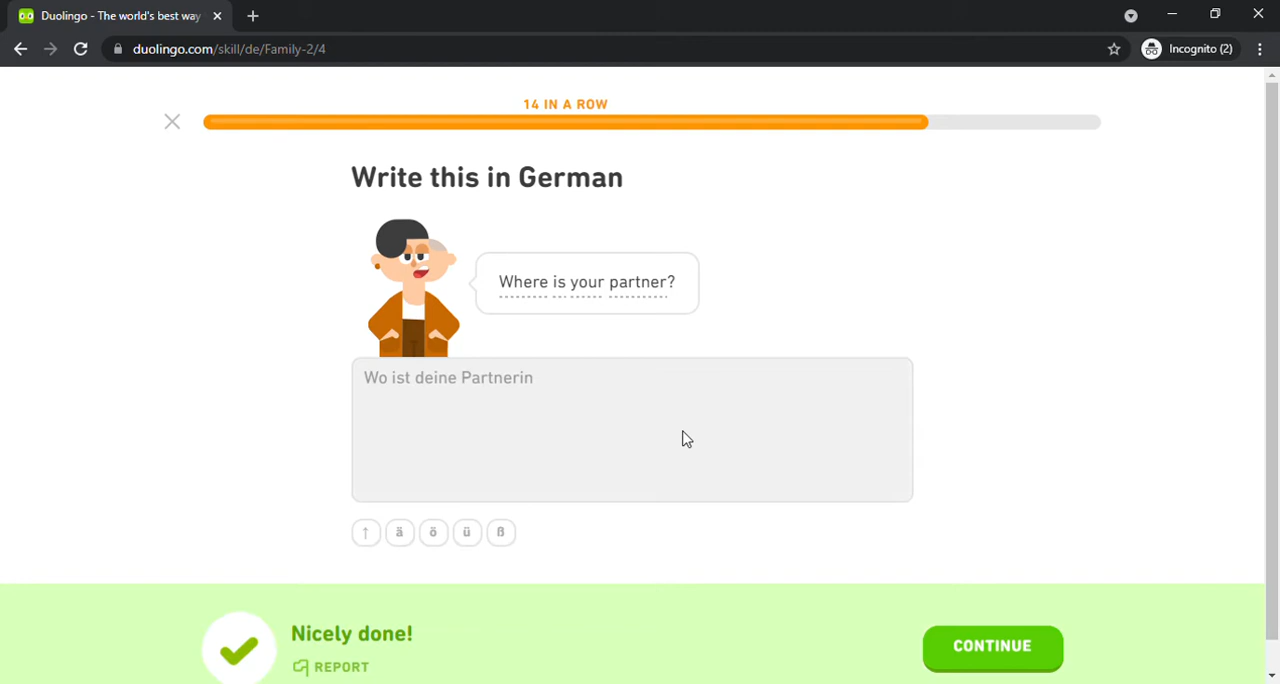 Duolingo - The world's best way
duolingo.com/skill/de/Family-2/4
Incognito (2)
14 IN A ROW
Write this in German
Where is your partner?
Wo ist deine Partnerin
↑ ä ö ü ß
Nicely done!
REPORT
CONTINUE